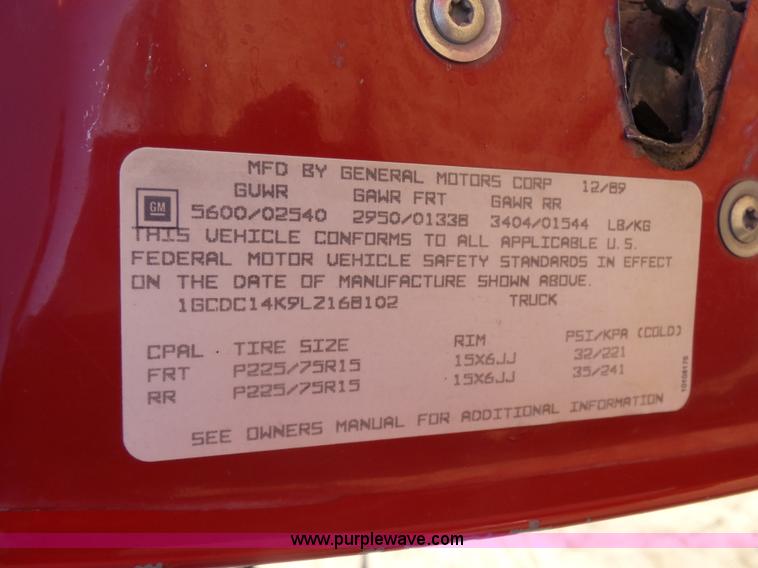 MFD BY GENERAL MOTORS CORP 12/89
GVWR GAWR FRT GAWR RR
GM
5600/02540 2950/01338 3404/01544 LB/KG
THIS VEHICLE CONFORMS TO ALL APPLICABLE U.S.
FEDERAL MOTOR VEHICLE SAFETY STANDARDS IN EFFECT
ON THE DATE OF MANUFACTURE SHOWN ABOVE.
1GCDC14K9LZ168102 TRUCK
CPAL TIRE SIZE RIM PSI/KPA (COLD)
FRT P225/75R15 15X6JJ 32/221
RR P225/75R15 15X6JJ 35/241
SEE OWNERS MANUAL FOR ADDITIONAL INFORMATION
www.purplewave.com